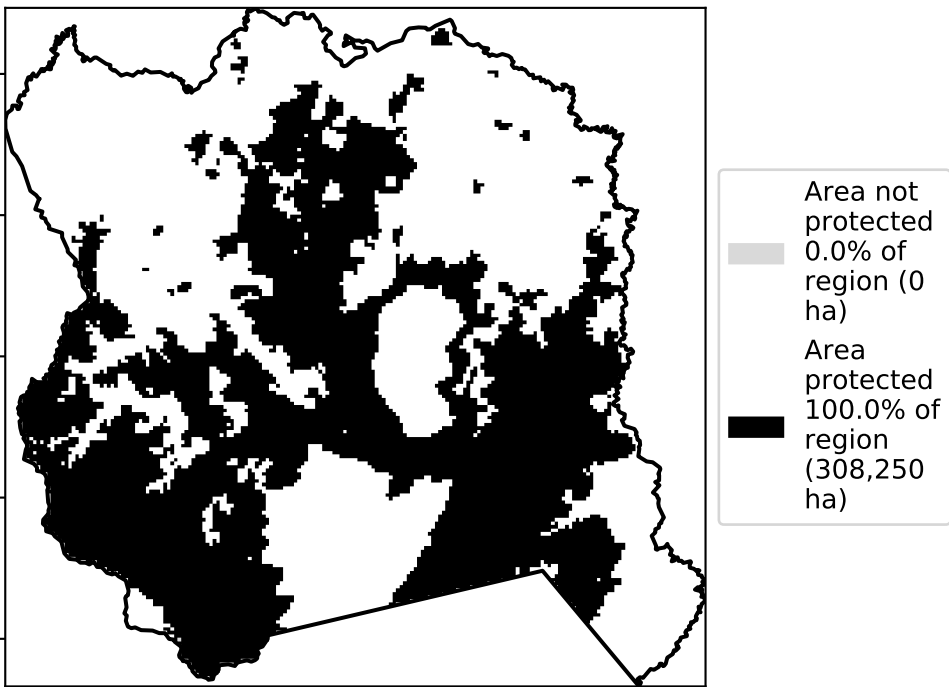 Area not
protected
0.0% of
region (0
ha)
Area
protected
100.0% of
region
(308,250
ha)